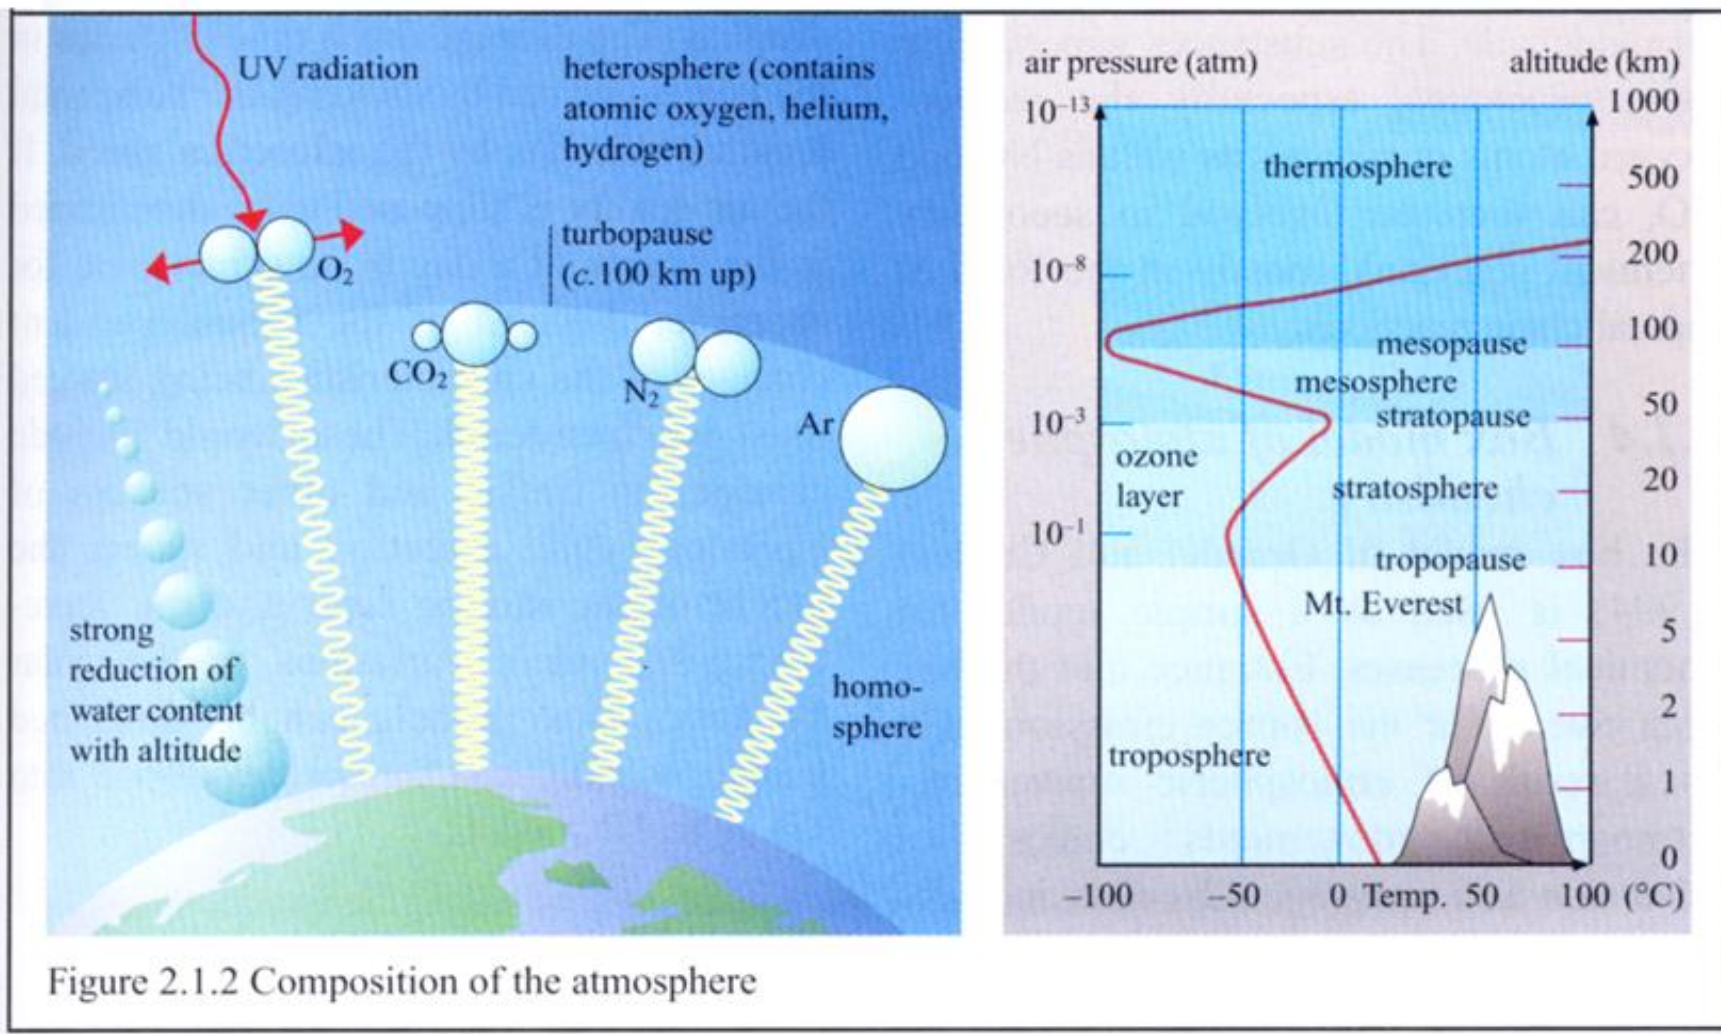 UV radiation
heterosphere (contains
atomic oxygen, helium,
hydrogen)
turbopause
(c.100 km up)
O₂
CO₂
N₂
Ar
strong
reduction of
water content
with altitude
homo-
sphere
air pressure (atm)
altitude (km)
10⁻¹³
1000
thermosphere
500
200
10⁻⁸
100
mesopause
mesosphere
50
stratopause
10⁻³
ozone
layer
20
stratosphere
10⁻¹
10
tropopause
Mt. Everest
5
2
troposphere
1
0
−100 −50 0 Temp. 50 100 (°C)
Figure 2.1.2 Composition of the atmosphere